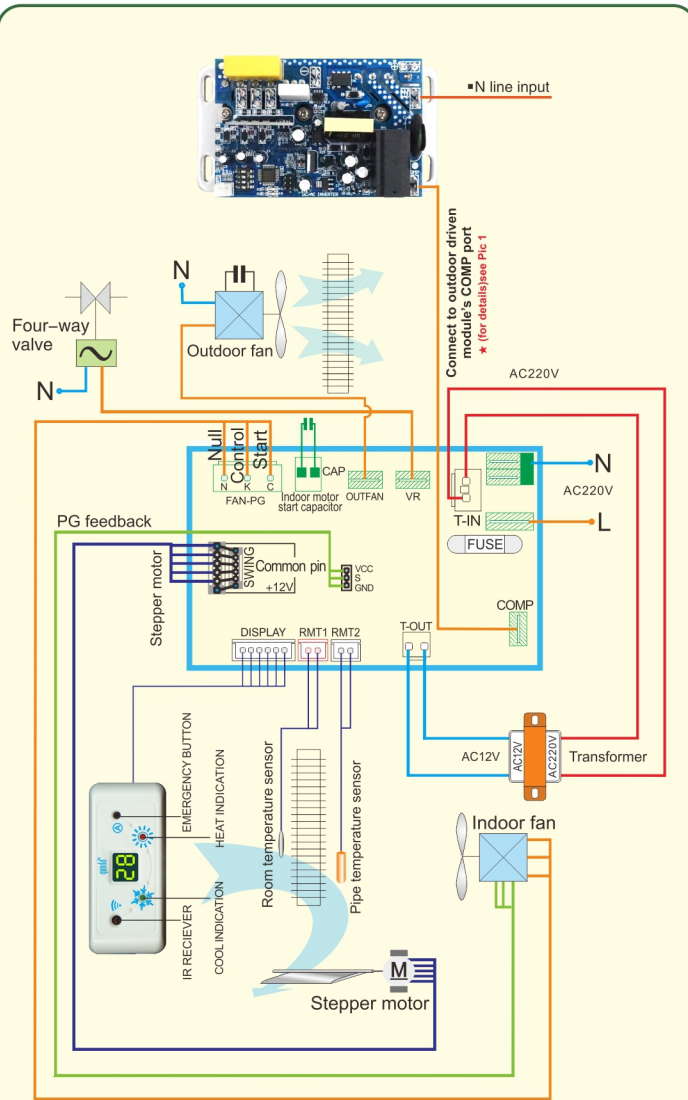 ▪N line input
DC/AC INVERTER
Connect to outdoor driven
module's COMP port
★ (for details)see Pic 1
N
Outdoor fan
Four-way
valve
N
AC220V
Null
Control
Start
N K C
FAN-PG
CAP
Indoor motor
start capacitor
OUTFAN
VR
T-IN
N
AC220V
L
FUSE
PG feedback
Stepper motor
SWING
Common pin
+12V
VCC
S
GND
COMP
DISPLAY
RMT1
RMT2
T-OUT
AC12V
AC12V
AC220V
Transformer
EMERGENCY BUTTON
HEAT INDICATION
28
IR RECIEVER
COOL INDICATION
Room temperature sensor
Pipe temperature sensor
Indoor fan
M
Stepper motor